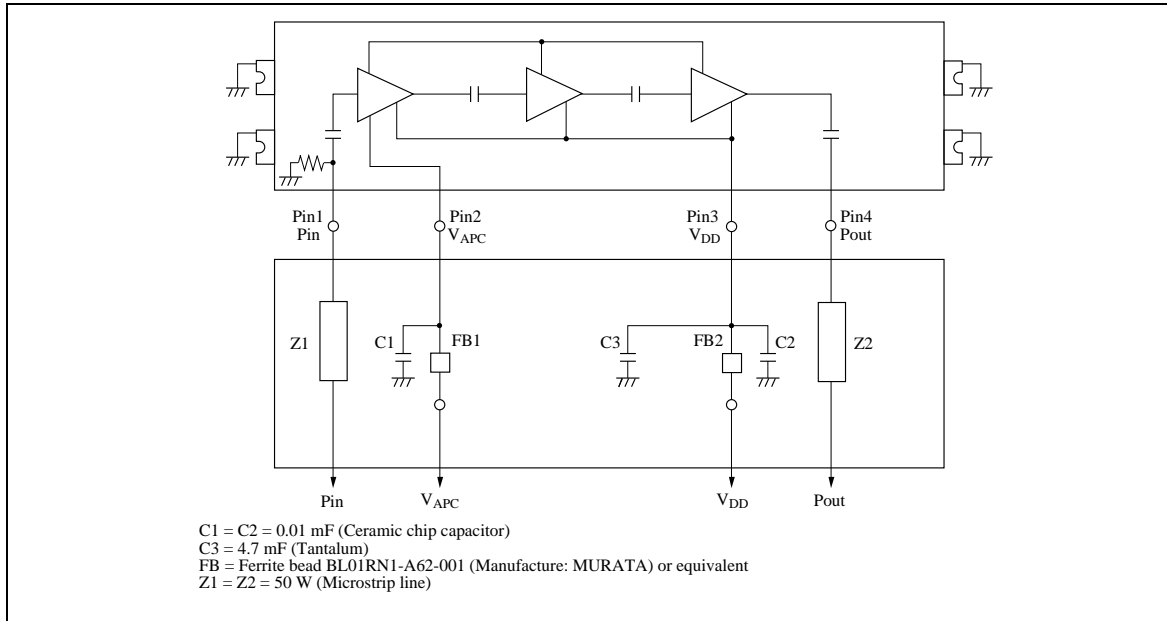 Pin1 Pin2 Pin3 Pin4
Pin VAPC VDD Pout
Z1 C1 FB1 C3 FB2 C2 Z2
Pin VAPC VDD Pout
C1 = C2 = 0.01 mF (Ceramic chip capacitor)
C3 = 4.7 mF (Tantalum)
FB = Ferrite bead BL01RN1-A62-001 (Manufacture: MURATA) or equivalent
Z1 = Z2 = 50 W (Microstrip line)